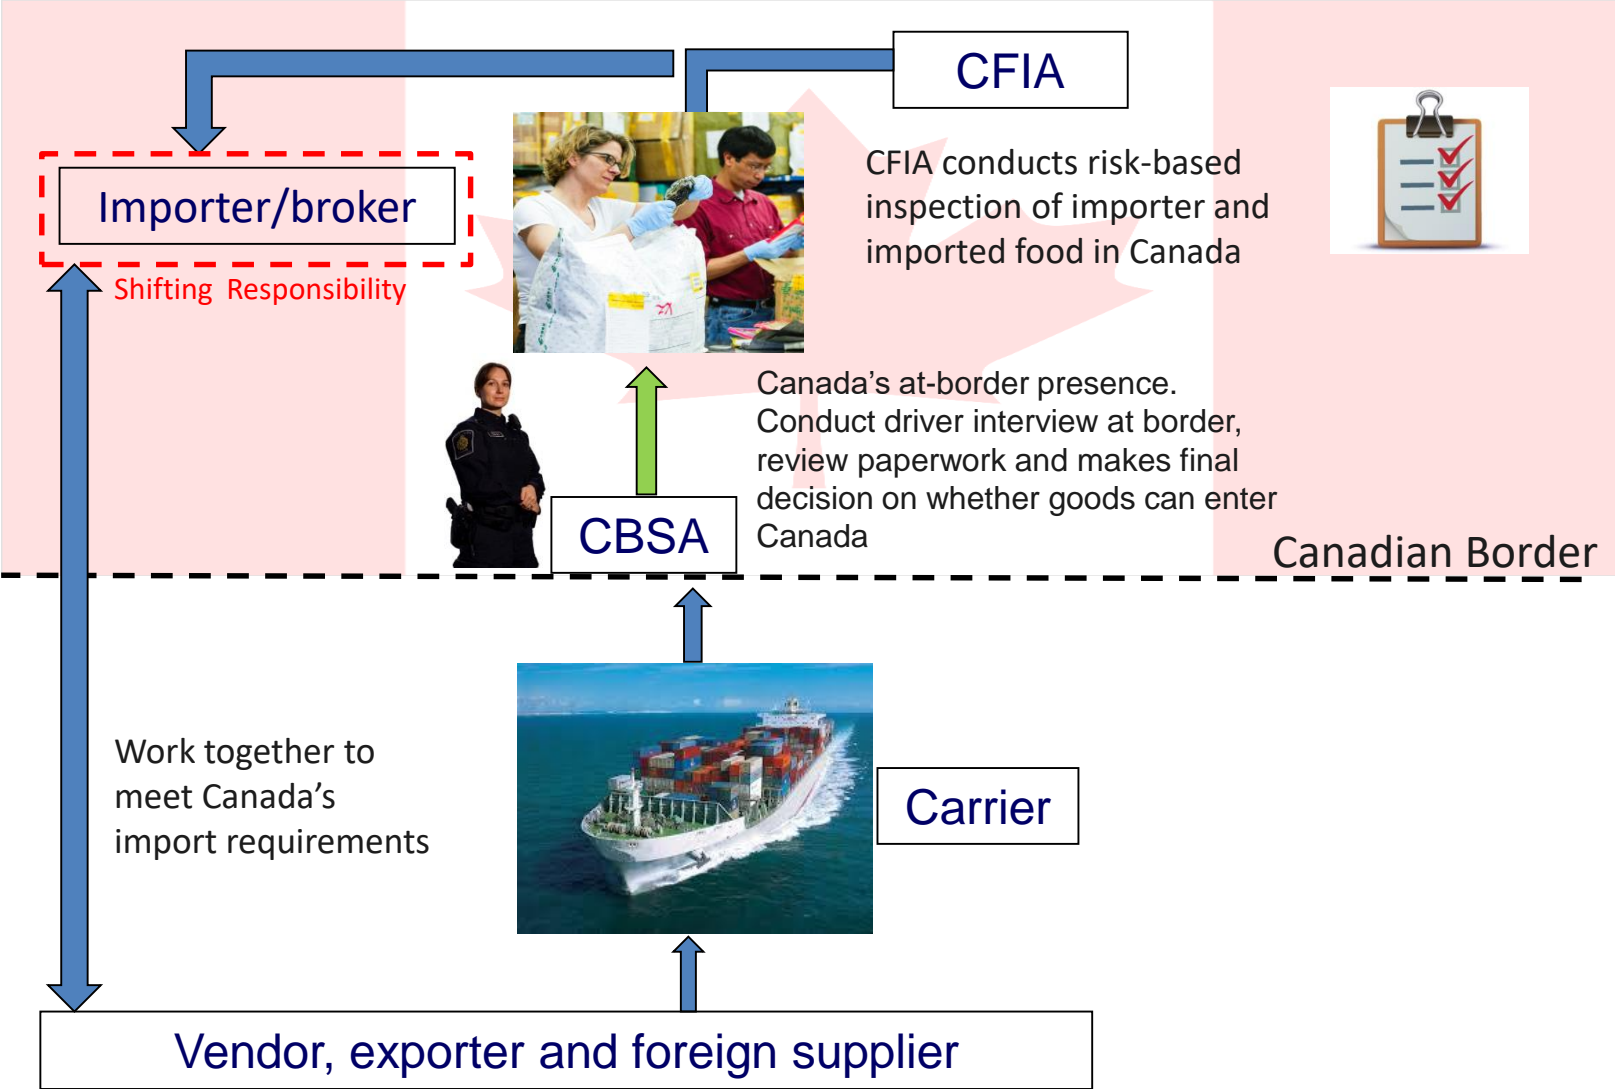 CFIA
CFIA conducts risk-based
inspection of importer and
imported food in Canada
Importer/broker
Shifting Responsibility
Canada’s at-border presence.
Conduct driver interview at border,
review paperwork and makes final
decision on whether goods can enter
Canada
CBSA
Canadian Border
Work together to
meet Canada’s
import requirements
Carrier
Vendor, exporter and foreign supplier